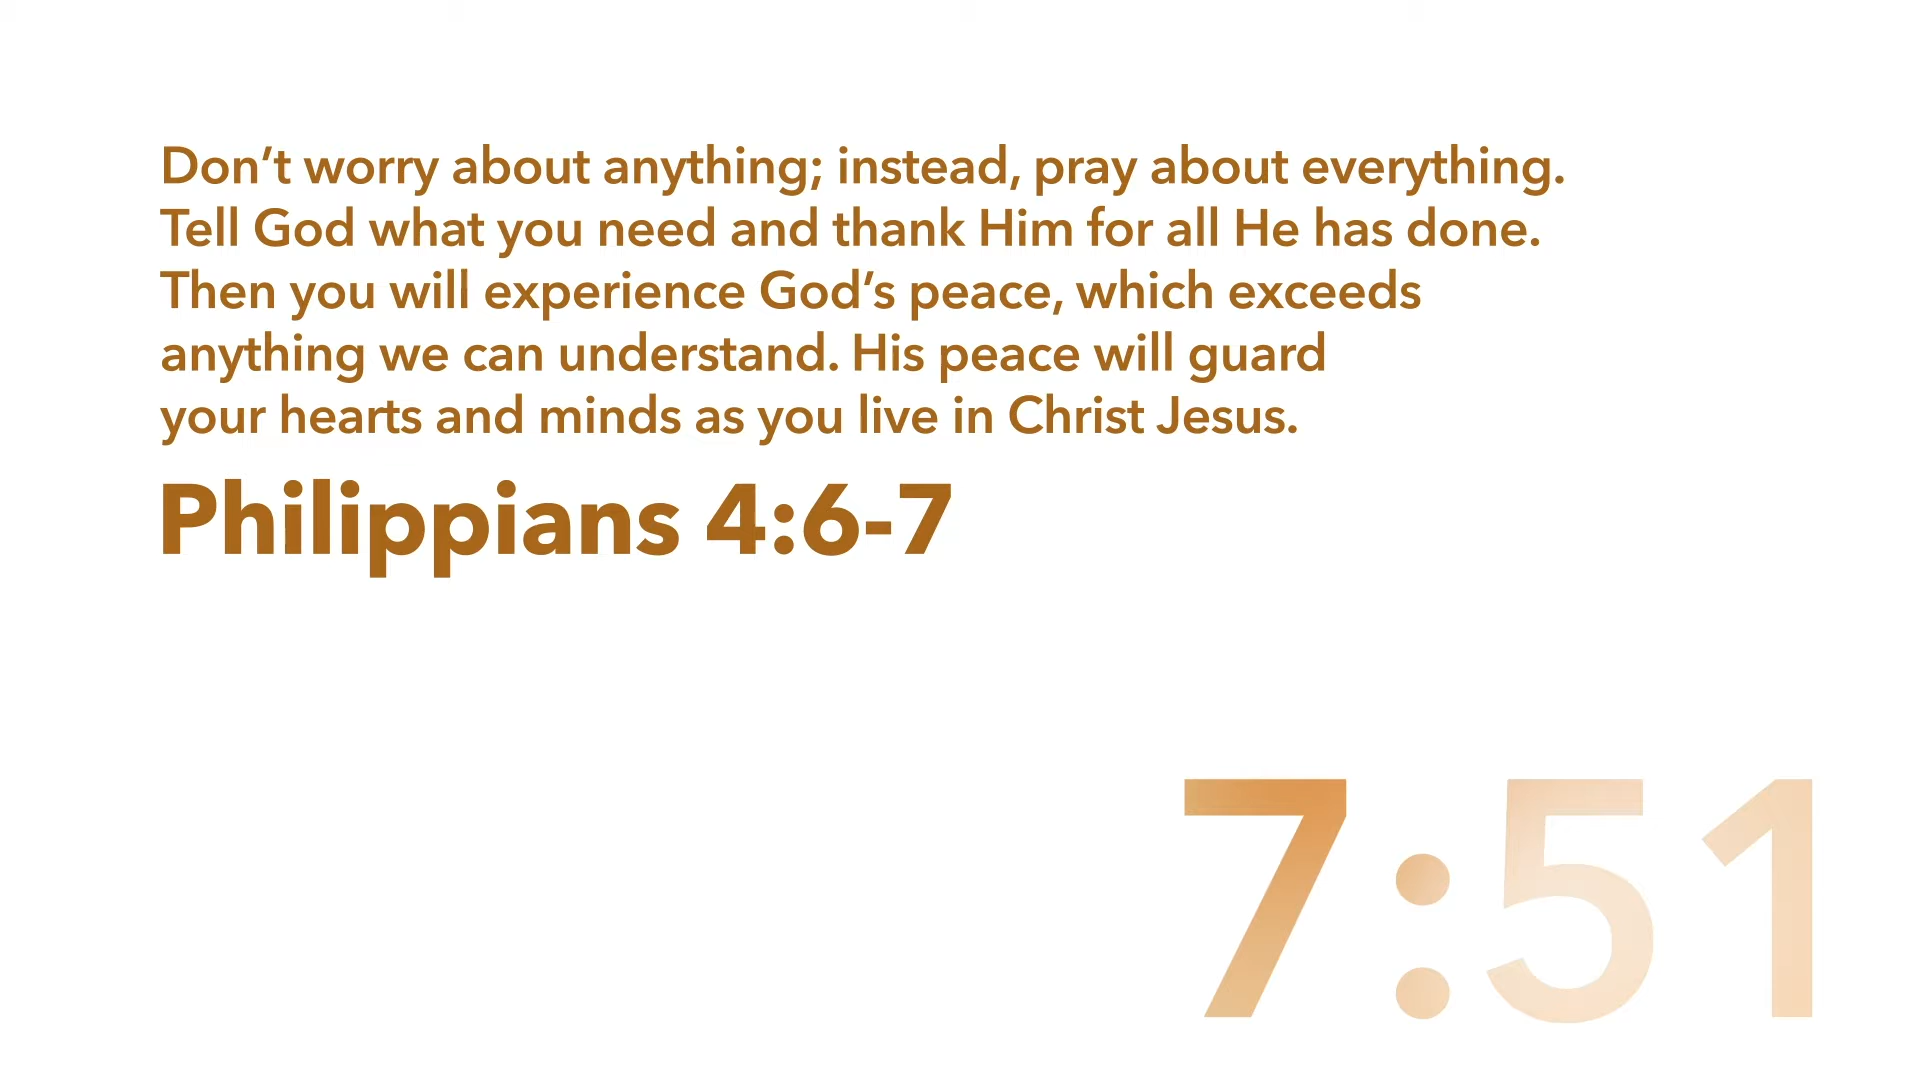 Don’t worry about anything; instead, pray about everything.
Tell God what you need and thank Him for all He has done.
Then you will experience God’s peace, which exceeds
anything we can understand. His peace will guard
your hearts and minds as you live in Christ Jesus.
Philippians 4:6-7
7:51